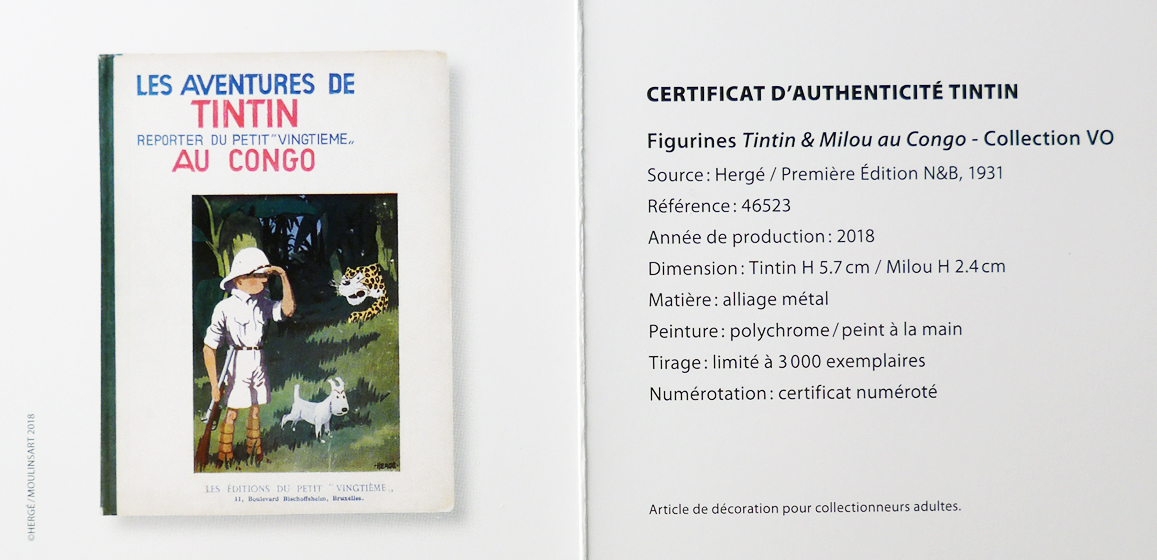 LES AVENTURES DE
TINTIN
REPORTER DU PETIT "VINGTIEME„
AU CONGO
-HERGÉ-
LES ÉDITIONS DU PETIT "VINGTIÈME„
11, Boulevard Bischoffsheim, Bruxelles.
©HERGÉ / MOULINSART 2018
CERTIFICAT D'AUTHENTICITÉ TINTIN
Figurines Tintin & Milou au Congo - Collection VO
Source : Hergé / Première Édition N&B, 1931
Référence : 46523
Année de production : 2018
Dimension : Tintin H 5.7 cm / Milou H 2.4 cm
Matière : alliage métal
Peinture : polychrome / peint à la main
Tirage : limité à 3 000 exemplaires
Numérotation : certificat numéroté
Article de décoration pour collectionneurs adultes.